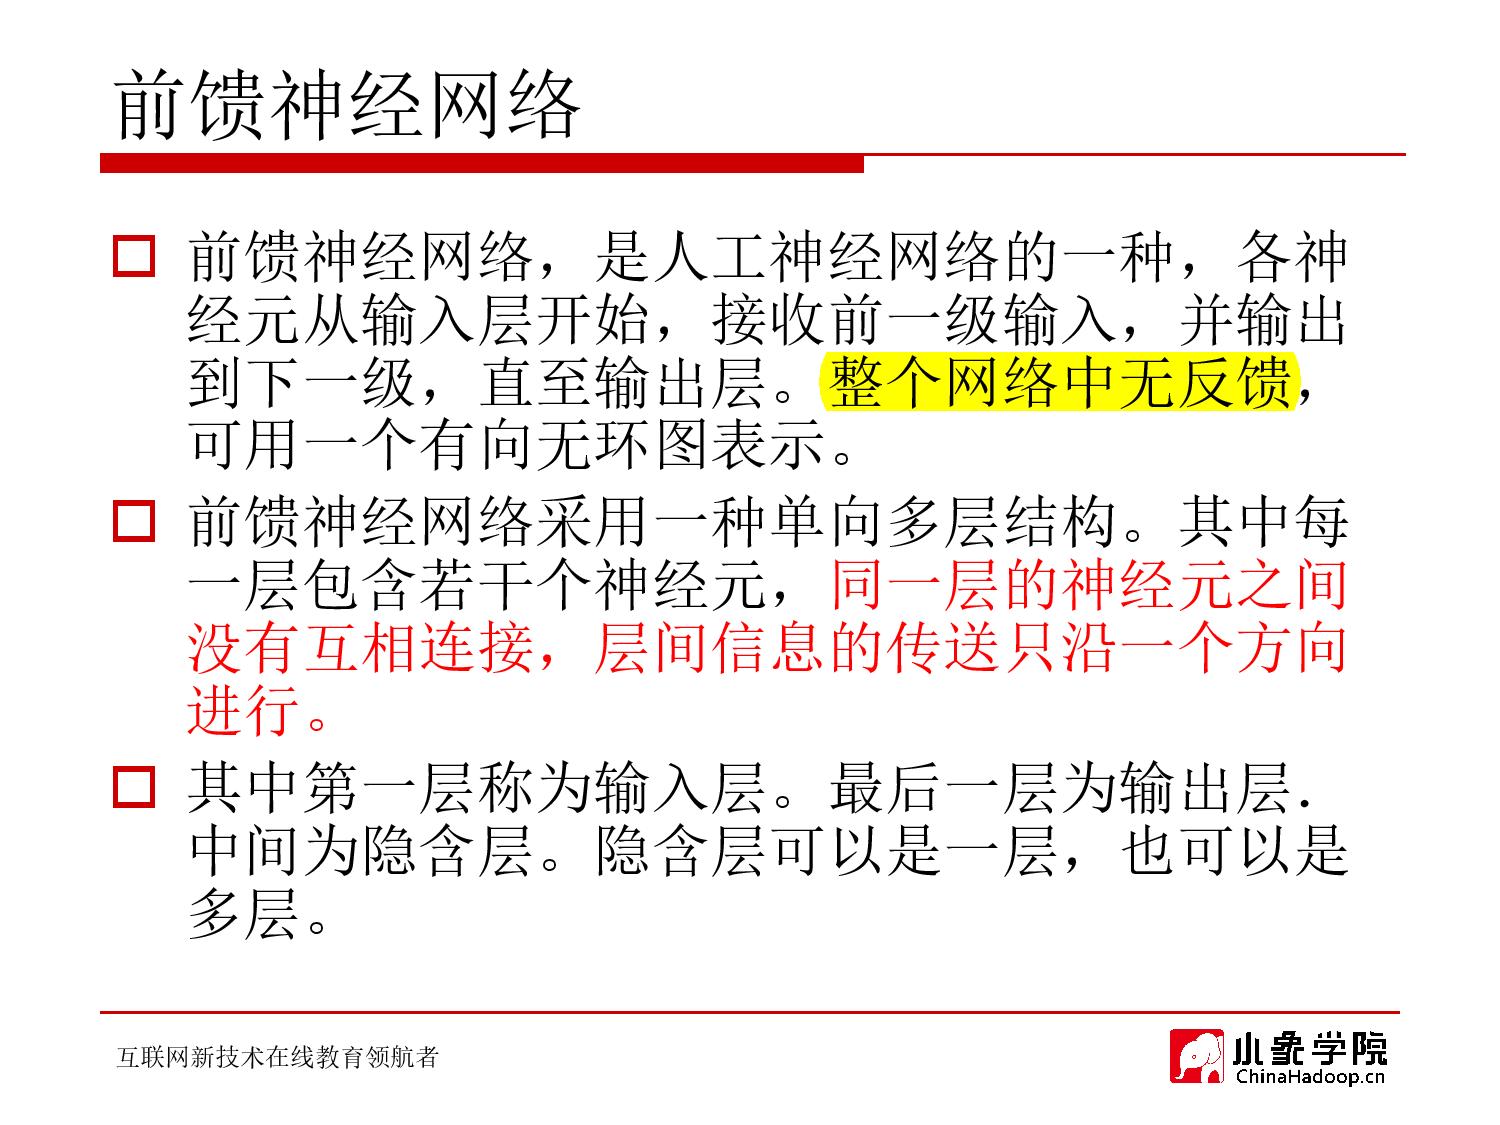 前馈神经网络
前馈神经网络，是人工神经网络的一种，各神
经元从输入层开始，接收前一级输入，并输出
到下一级，直至输出层。整个网络中无反馈，
可用一个有向无环图表示。
前馈神经网络采用一种单向多层结构。其中每
一层包含若干个神经元，同一层的神经元之间
没有互相连接，层间信息的传送只沿一个方向
进行。
其中第一层称为输入层。最后一层为输出层．
中间为隐含层。隐含层可以是一层，也可以是
多层。
互联网新技术在线教育领航者
小象学院
ChinaHadoop.cn